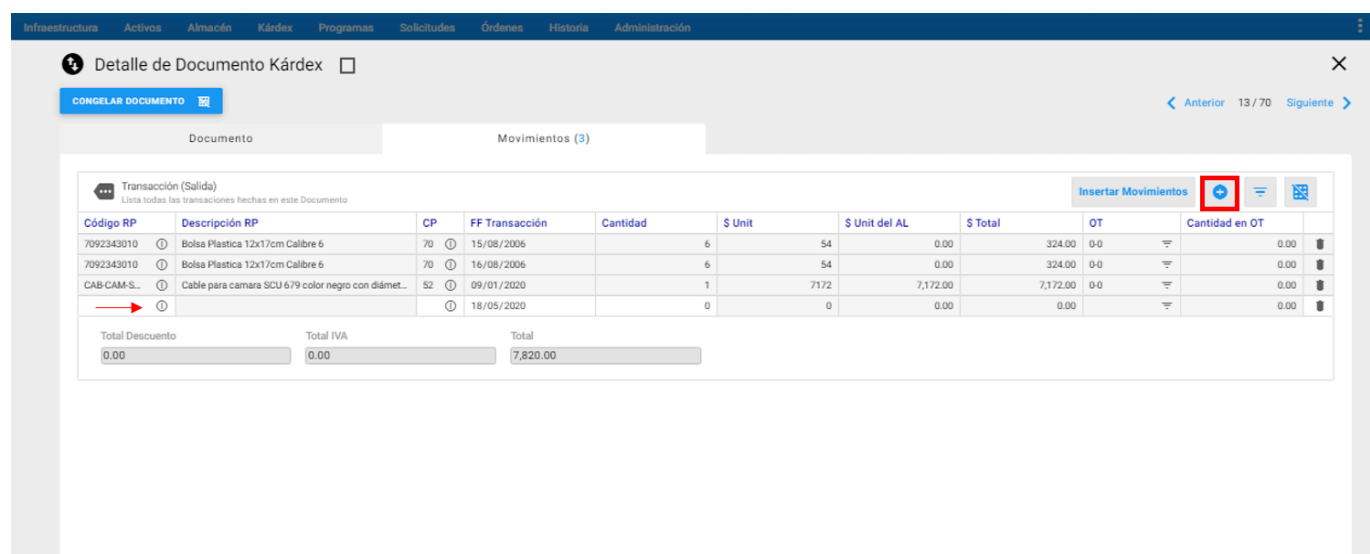 Infraestructura Activos Almacén Kárdex Programas Solicitudes Órdenes Historia Administración
Detalle de Documento Kárdex
CONGELAR DOCUMENTO
Anterior 13 / 70 Siguiente
Documento Movimientos (3)
Transacción (Salida)
Lista todas las transacciones hechas en este Documento
Insertar Movimientos
Código RP Descripción RP CP FF Transacción Cantidad $ Unit $ Unit del AL $ Total OT Cantidad en OT
7092343010 Bolsa Plastica 12x17cm Calibre 6 70 15/08/2006 6 54 0.00 324.00 0-0 0.00
7092343010 Bolsa Plastica 12x17cm Calibre 6 70 16/08/2006 6 54 0.00 324.00 0-0 0.00
CAB-CAM-S... Cable para camara SCU 679 color negro con diámet... 52 09/01/2020 1 7172 7,172.00 7,172.00 0-0 0.00
18/05/2020 0 0 0.00 0.00 0.00
Total Descuento Total IVA Total
0.00 0.00 7,820.00